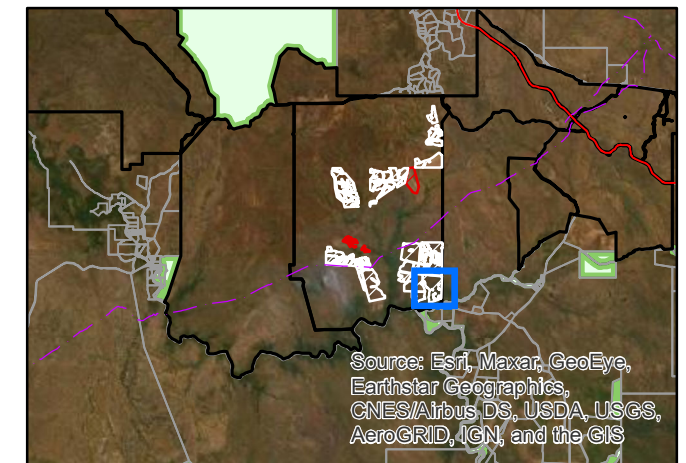 Source: Esri, Maxar, GeoEye,
Earthstar Geographics,
CNES/Airbus DS, USDA, USGS,
AeroGRID, IGN, and the GIS